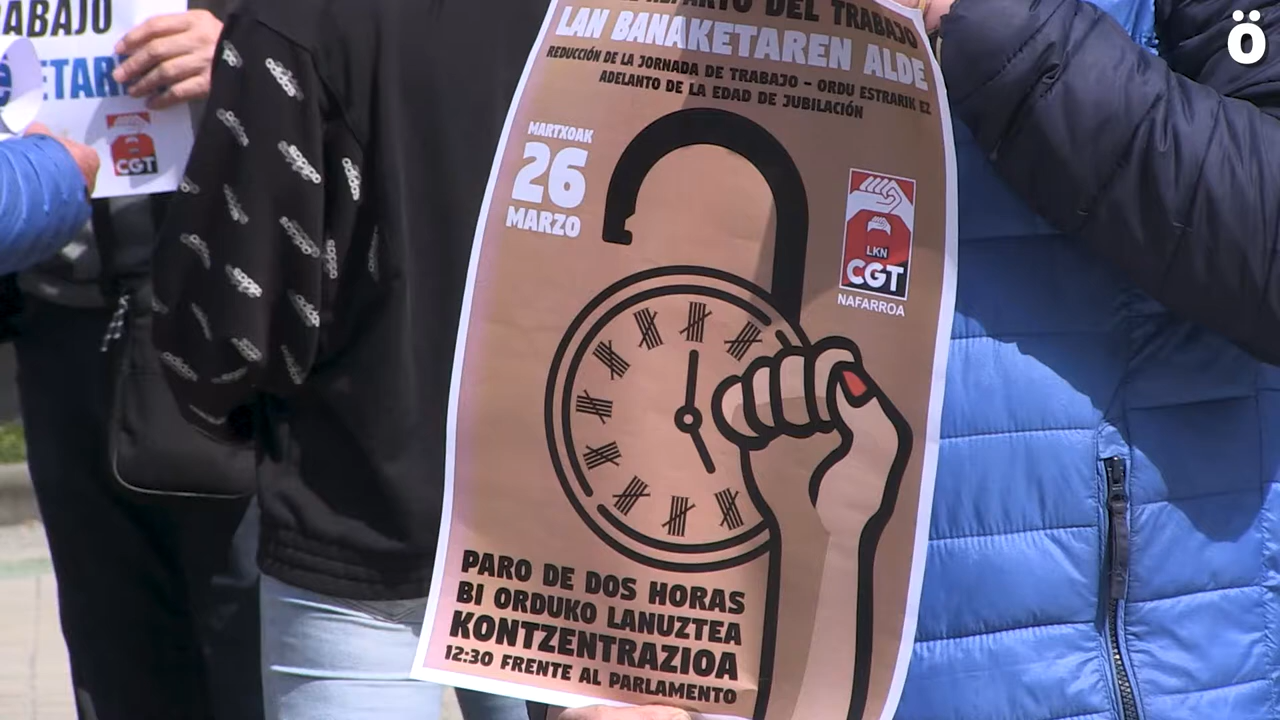 REPARTO DEL TRABAJO
LAN BANAKETAREN ALDE
REDUCCIÓN DE LA JORNADA DE TRABAJO - ORDU ESTRARIK EZ
ADELANTO DE LA EDAD DE JUBILACIÓN
MARTXOAK
26
MARZO
LKN
CGT
NAFARROA
PARO DE DOS HORAS
BI ORDUKO LANUZTEA
KONTZENTRAZIOA
12:30 FRENTE AL PARLAMENTO
CGT
adidas
ö